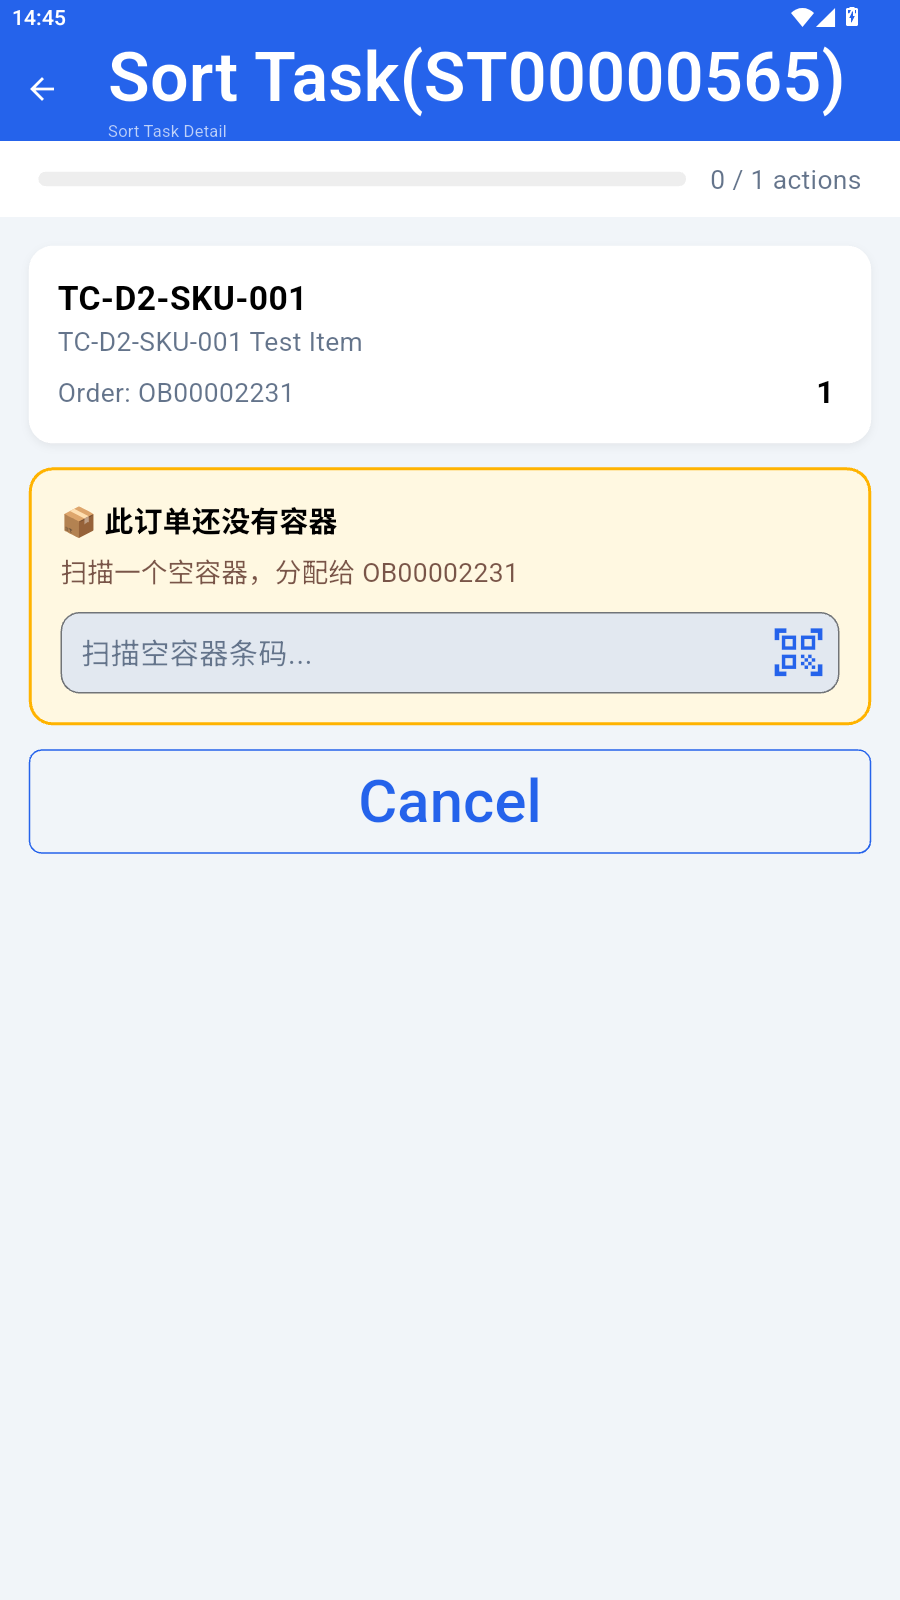 14:45
Sort Task(ST00000565)
Sort Task Detail
0 / 1 actions
TC-D2-SKU-001
TC-D2-SKU-001 Test Item
Order: OB00002231
1
此订单还没有容器
扫描一个空容器，分配给 OB00002231
扫描空容器条码...
Cancel